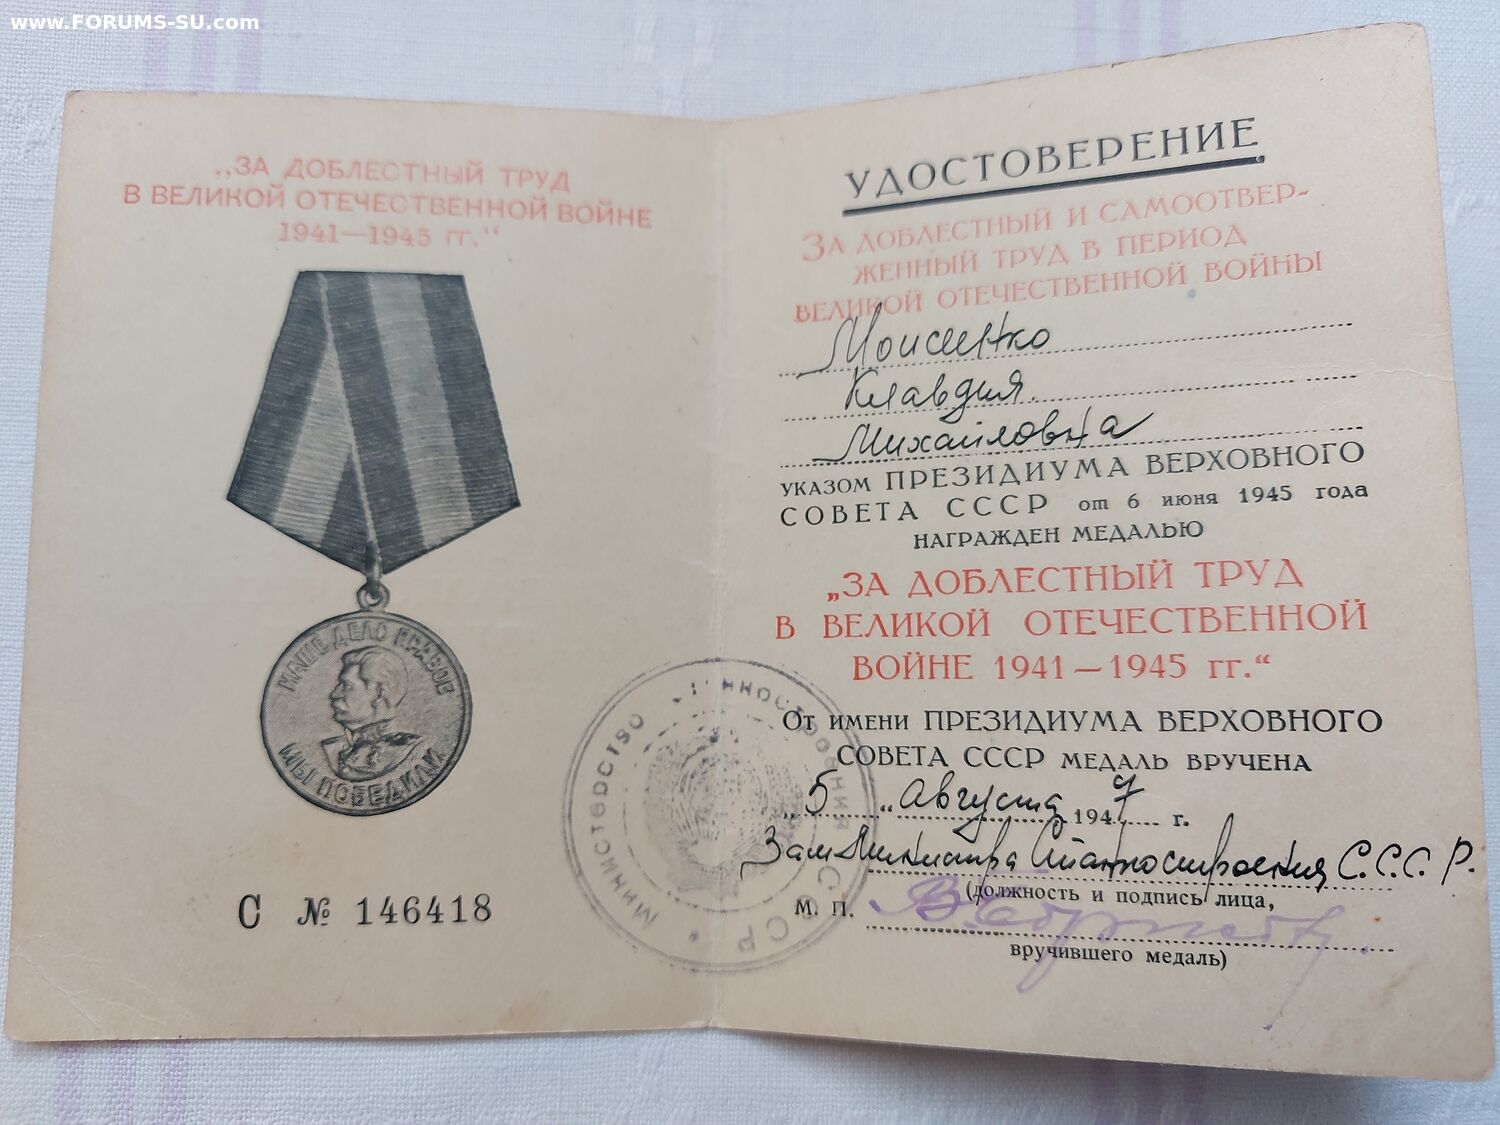 www.FORUMS-SU.com
„ЗА ДОБЛЕСТНЫЙ ТРУД
В ВЕЛИКОЙ ОТЕЧЕСТВЕННОЙ ВОЙНЕ
1941—1945 гг.“
НАШЕ ДЕЛО ПРАВОЕ
МЫ ПОБЕДИЛИ
С № 146418
УДОСТОВЕРЕНИЕ
ЗА ДОБЛЕСТНЫЙ И САМООТВЕР-
ЖЕННЫЙ ТРУД В ПЕРИОД
ВЕЛИКОЙ ОТЕЧЕСТВЕННОЙ ВОЙНЫ
Моисеенко
Клавдия
Михайловна
указом ПРЕЗИДИУМА ВЕРХОВНОГО
СОВЕТА СССР от 6 июня 1945 года
НАГРАЖДЕН МЕДАЛЬЮ
„ЗА ДОБЛЕСТНЫЙ ТРУД
В ВЕЛИКОЙ ОТЕЧЕСТВЕННОЙ
ВОЙНЕ 1941—1945 гг.“
От имени ПРЕЗИДИУМА ВЕРХОВНОГО
СОВЕТА СССР МЕДАЛЬ ВРУЧЕНА
„5„ августа 1947 г.
Зам Министра Станкостроения С.С.С.Р.
(должность и подпись лица,
М. П.
вручившего медаль)
Министерство станкостроения СССР